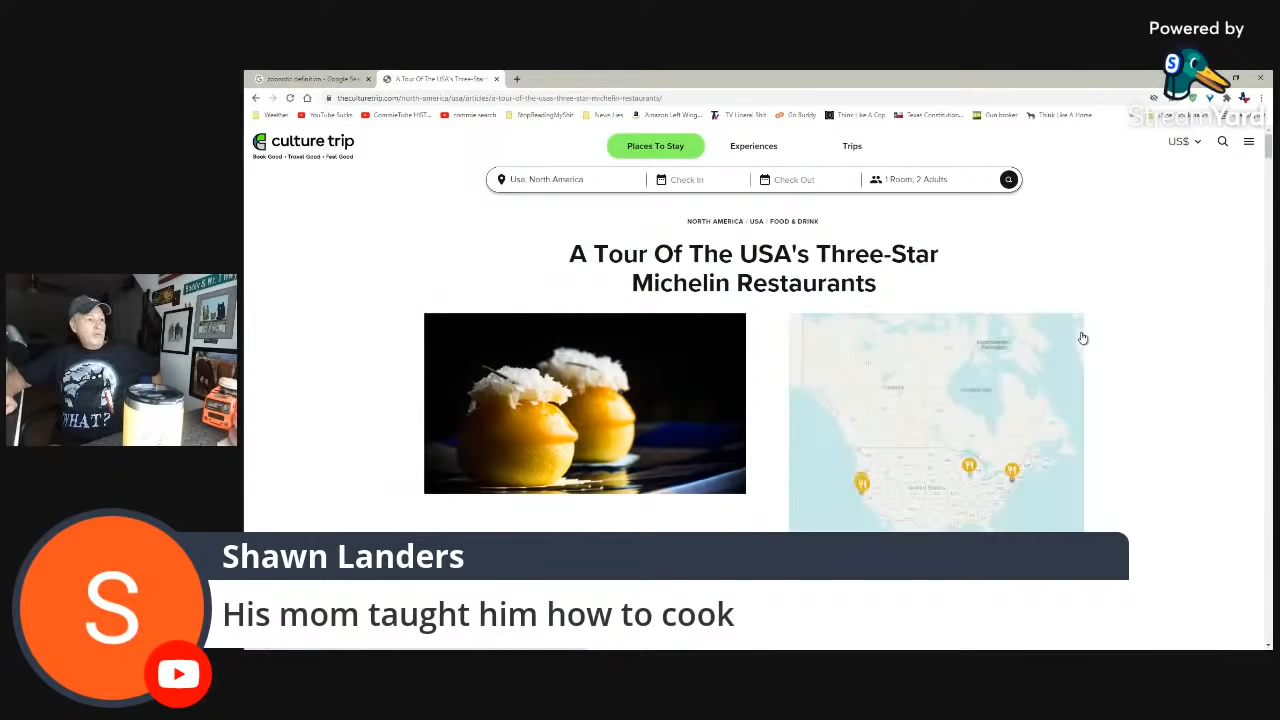 Powered by
StreamYard
zoonotic definition - Google Sea
A Tour Of The USA's Three-Star
theculturetrip.com/north-america/usa/articles/a-tour-of-the-usas-three-star-michelin-restaurants/
Weather
YouTube Sucks
CommieTube HIST...
commie search
StopReadingMyShit
News Lies
Amazon Left Wing...
TV Liberal Shit
Go Buddy
Think Like A Cop
Texas Constitution...
Gun broker
Think Like A Horse
culture trip
Book Good • Travel Good • Feel Good
Places To Stay
Experiences
Trips
US$
Usa, North America
Check In
Check Out
1 Room, 2 Adults
NORTH AMERICA / USA / FOOD & DRINK
A Tour Of The USA's Three-Star
Michelin Restaurants
United States
WHAT?
S
Shawn Landers
His mom taught him how to cook